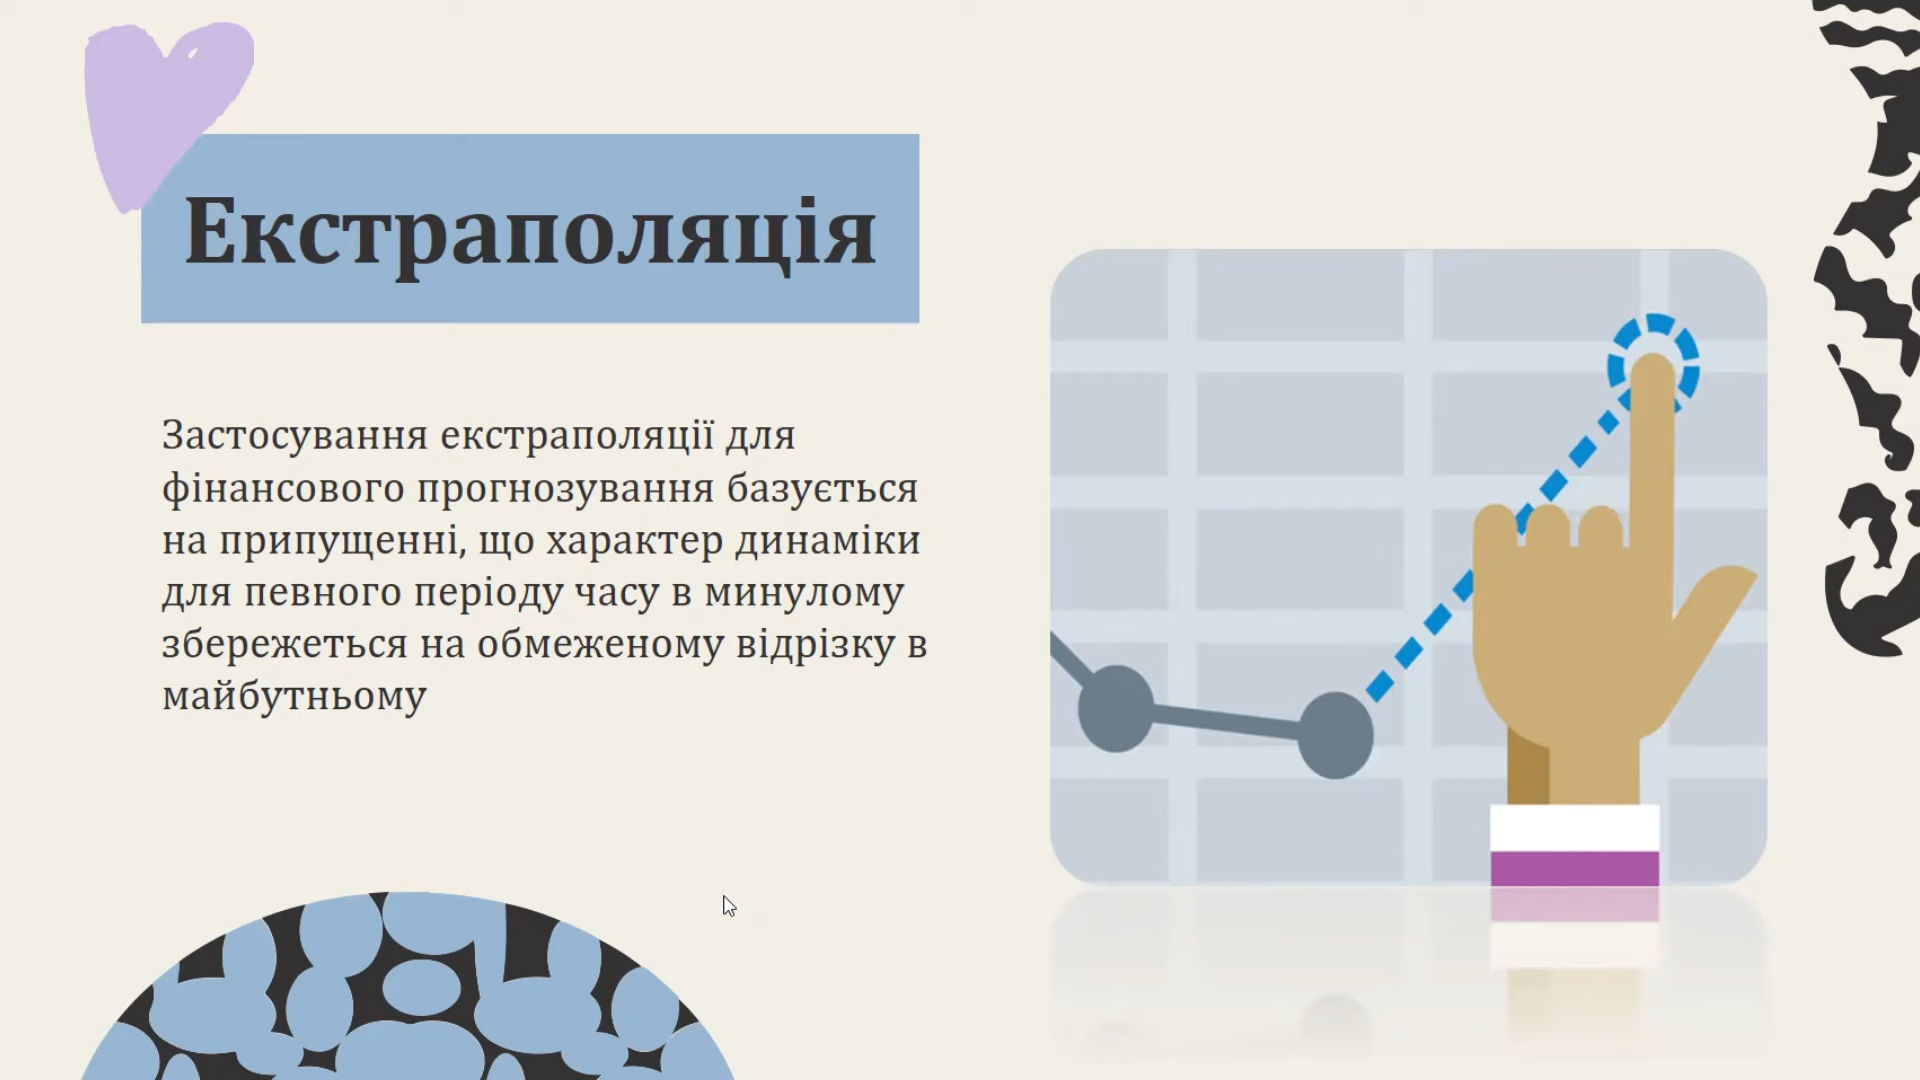 Екстраполяція
Застосування екстраполяції для
фінансового прогнозування базується
на припущенні, що характер динаміки
для певного періоду часу в минулому
збережеться на обмеженому відрізку в
майбутньому